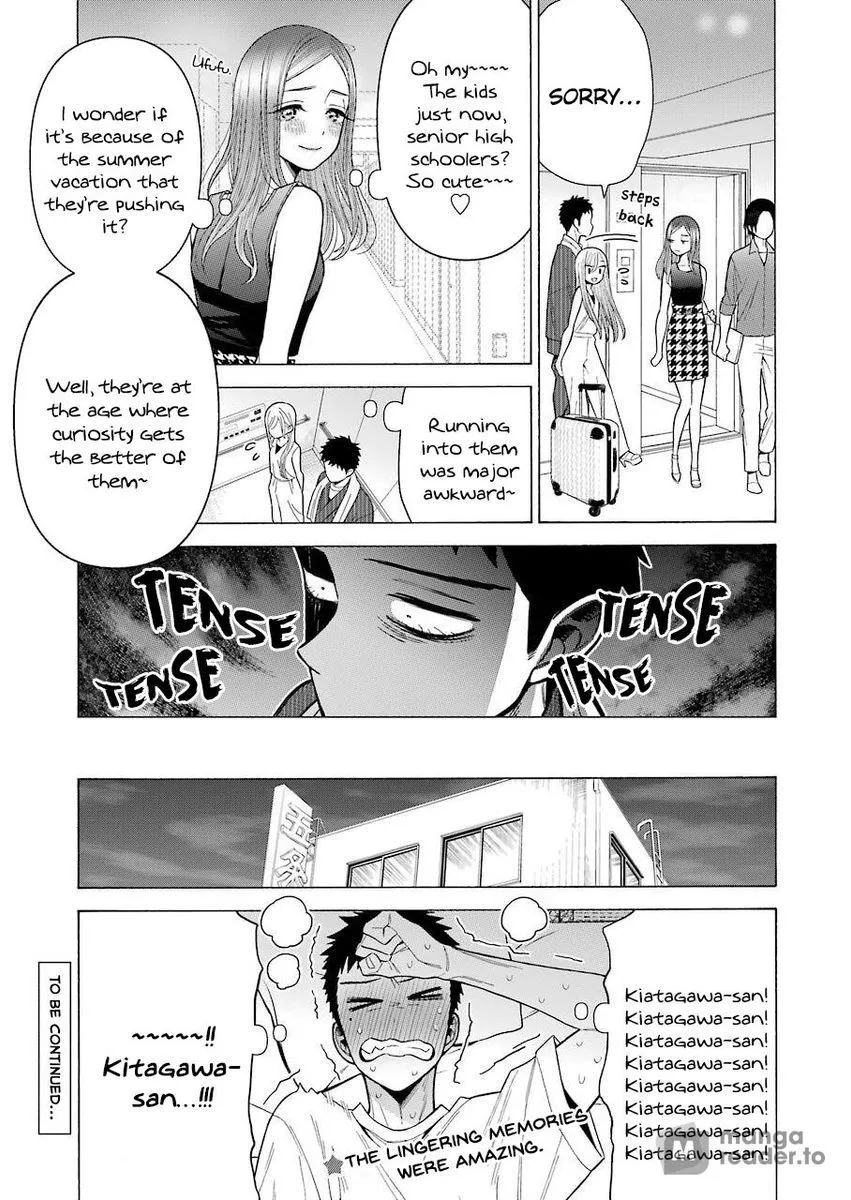 SORRY...
steps
back
Oh my~~~~
The kids
just now,
senior high
schoolers?
So cute~~~
♡
Ufufu.
I wonder if
it's because of
the summer
vacation that
they're pushing
it?
Well, they're at
the age where
curiosity gets
the better of
them~
Running
into them
was major
awkward~
TENSE
TENSE
TENSE
TENSE
五条
Kiatagawa-san!
Kiatagawa-san!
Kiatagawa-san!
Kiatagawa-san!
Kiatagawa-san!
Kiatagawa-san!
Kiatagawa-san!
Kiatagawa-san!
~~~~~!!
Kitagawa-
san...!!!
THE LINGERING MEMORIES
WERE AMAZING.
TO BE CONTINUED...
manga
reader.to